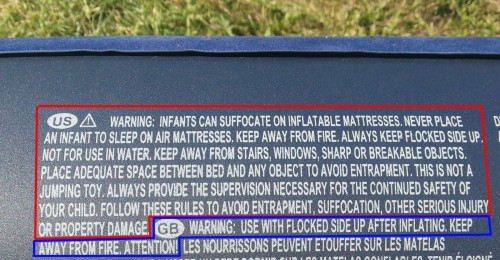 US WARNING: INFANTS CAN SUFFOCATE ON INFLATABLE MATTRESSES. NEVER PLACE
AN INFANT TO SLEEP ON AIR MATTRESSES. KEEP AWAY FROM FIRE. ALWAYS KEEP FLOCKED SIDE UP.
NOT FOR USE IN WATER. KEEP AWAY FROM STAIRS, WINDOWS, SHARP OR BREAKABLE OBJECTS.
PLACE ADEQUATE SPACE BETWEEN BED AND ANY OBJECT TO AVOID ENTRAPMENT. THIS IS NOT A
JUMPING TOY. ALWAYS PROVIDE THE SUPERVISION NECESSARY FOR THE CONTINUED SAFETY OF
YOUR CHILD. FOLLOW THESE RULES TO AVOID ENTRAPMENT, SUFFOCATION, OTHER SERIOUS INJURY
OR PROPERTY DAMAGE. GB WARNING: USE WITH FLOCKED SIDE UP AFTER INFLATING. KEEP
AWAY FROM FIRE. ATTENTION: LES NOURRISSONS PEUVENT ETOUFFER SUR LES MATELAS